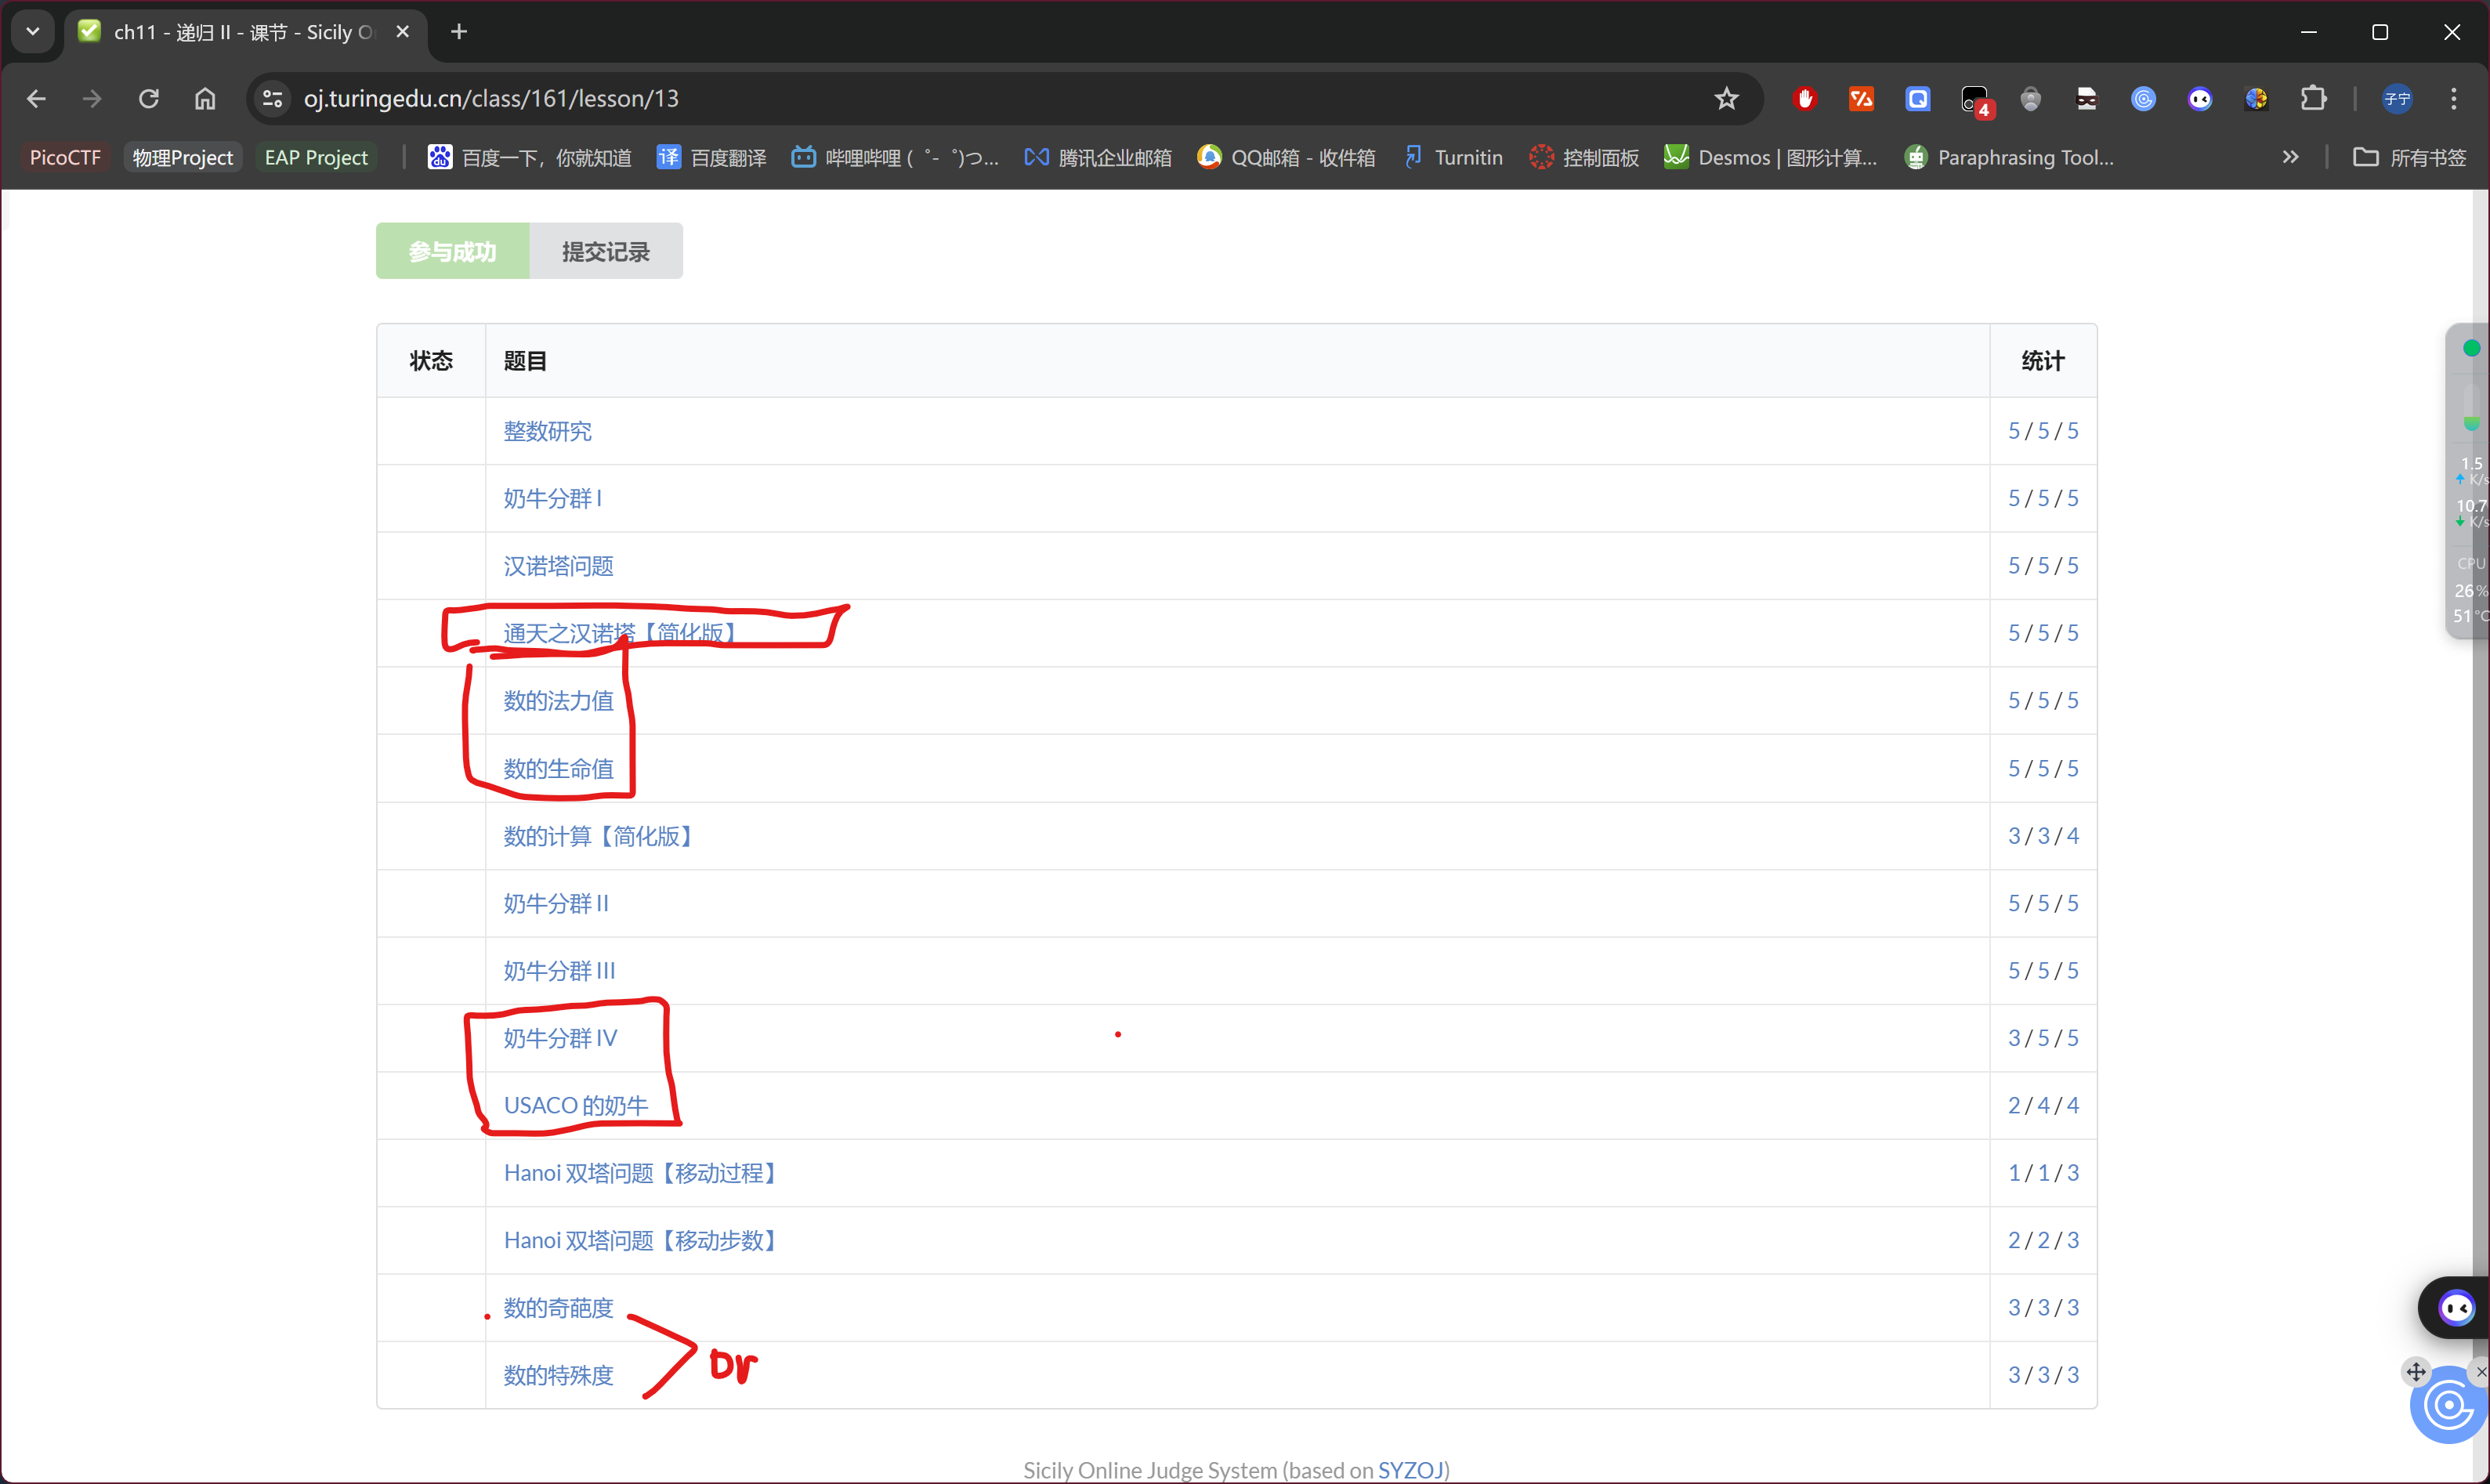 ch11 - 递归 II - 课节 - Sicily O
oj.turingedu.cn/class/161/lesson/13
4
子宁
PicoCTF
物理Project
EAP Project
百度一下，你就知道
译 百度翻译
哔哩哔哩 (゜-゜)つ...
腾讯企业邮箱
QQ邮箱 - 收件箱
Turnitin
控制面板
Desmos | 图形计算...
Paraphrasing Tool...
所有书签
参与成功 提交记录
状态 题目 统计
整数研究 5 / 5 / 5
奶牛分群 I 5 / 5 / 5
汉诺塔问题 5 / 5 / 5
通天之汉诺塔【简化版】 5 / 5 / 5
数的法力值 5 / 5 / 5
数的生命值 5 / 5 / 5
数的计算【简化版】 3 / 3 / 4
奶牛分群 II 5 / 5 / 5
奶牛分群 III 5 / 5 / 5
奶牛分群 IV 3 / 5 / 5
USACO 的奶牛 2 / 4 / 4
Hanoi 双塔问题【移动过程】 1 / 1 / 3
Hanoi 双塔问题【移动步数】 2 / 2 / 3
数的奇葩度 3 / 3 / 3
数的特殊度 3 / 3 / 3
1.5
K/s
10.7
K/s
CPU
26%
51°C
Sicily Online Judge System (based on SYZOJ)